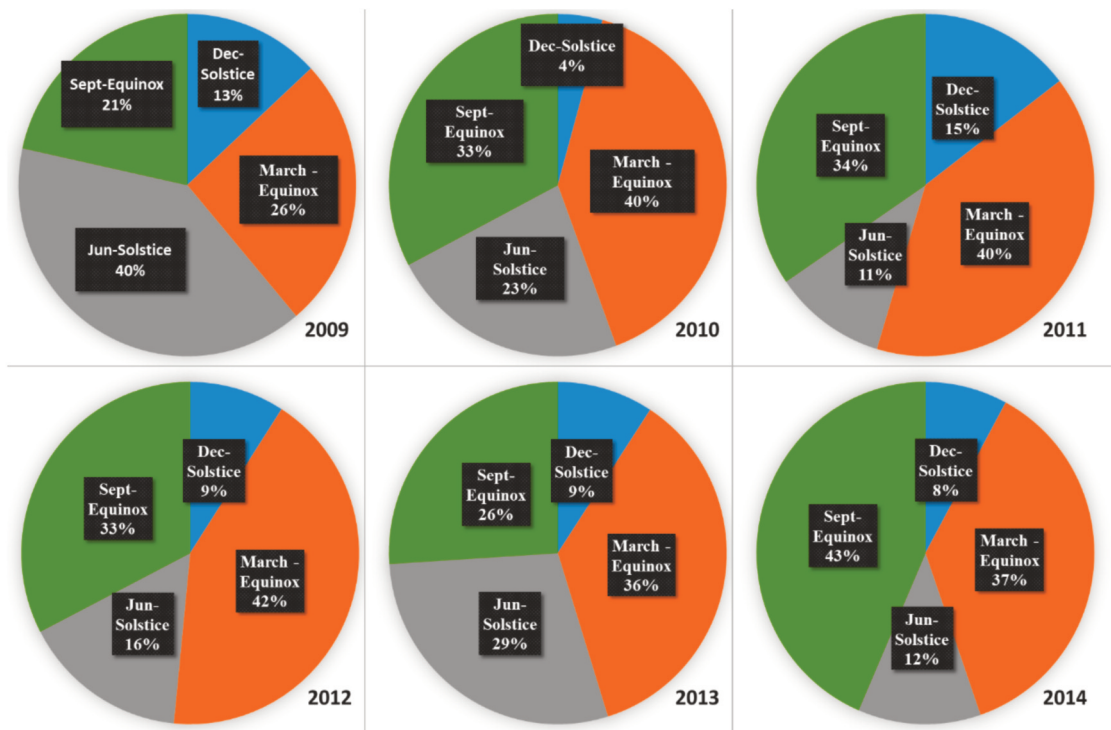 Dec-
Solstice
13%
March -
Equinox
26%
Jun-Solstice
40%
Sept-Equinox
21%
2009
Dec-Solstice
4%
March -
Equinox
40%
Jun-
Solstice
23%
Sept-
Equinox
33%
2010
Dec-
Solstice
15%
March -
Equinox
40%
Jun-
Solstice
11%
Sept-
Equinox
34%
2011
Dec-
Solstice
9%
March -
Equinox
42%
Jun-
Solstice
16%
Sept-
Equinox
33%
2012
Dec-
Solstice
9%
March -
Equinox
36%
Jun-
Solstice
29%
Sept-
Equinox
26%
2013
Dec-
Solstice
8%
March -
Equinox
37%
Jun-
Solstice
12%
Sept-
Equinox
43%
2014